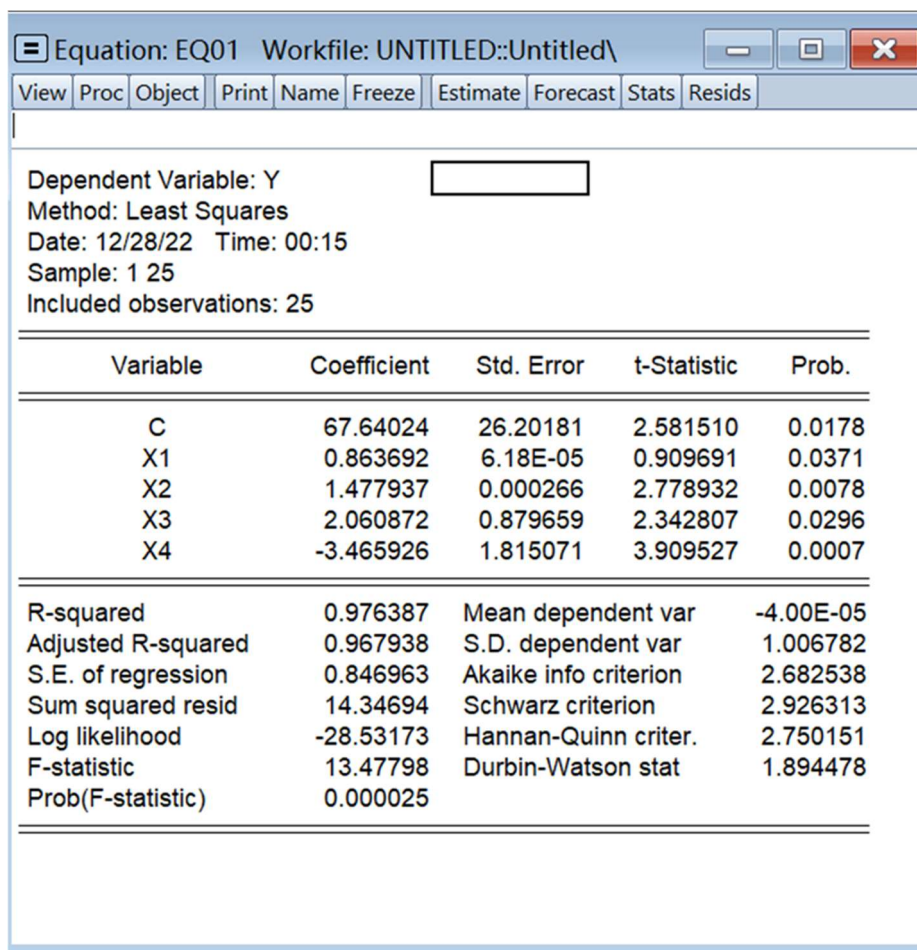 Equation: EQ01 Workfile: UNTITLED::Untitled\
View Proc Object Print Name Freeze Estimate Forecast Stats Resids
Dependent Variable: Y
Method: Least Squares
Date: 12/28/22 Time: 00:15
Sample: 1 25
Included observations: 25
Variable Coefficient Std. Error t-Statistic Prob.
C 67.64024 26.20181 2.581510 0.0178
X1 0.863692 6.18E-05 0.909691 0.0371
X2 1.477937 0.000266 2.778932 0.0078
X3 2.060872 0.879659 2.342807 0.0296
X4 -3.465926 1.815071 3.909527 0.0007
R-squared 0.976387 Mean dependent var -4.00E-05
Adjusted R-squared 0.967938 S.D. dependent var 1.006782
S.E. of regression 0.846963 Akaike info criterion 2.682538
Sum squared resid 14.34694 Schwarz criterion 2.926313
Log likelihood -28.53173 Hannan-Quinn criter. 2.750151
F-statistic 13.47798 Durbin-Watson stat 1.894478
Prob(F-statistic) 0.000025